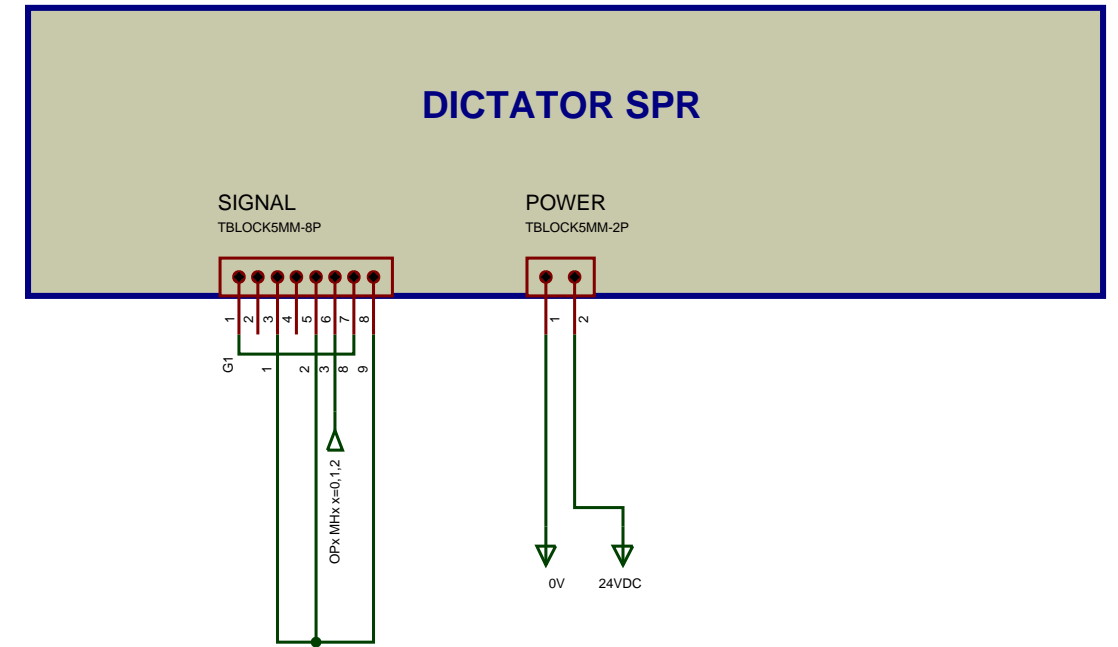 DICTATOR SPR
SIGNAL
TBLOCK5MM-8P
POWER
TBLOCK5MM-2P
1 2 3 4 5 6 7 8
1 2
G1 1 2 3 8 9
OPx MHx x=0,1,2
0V
24VDC